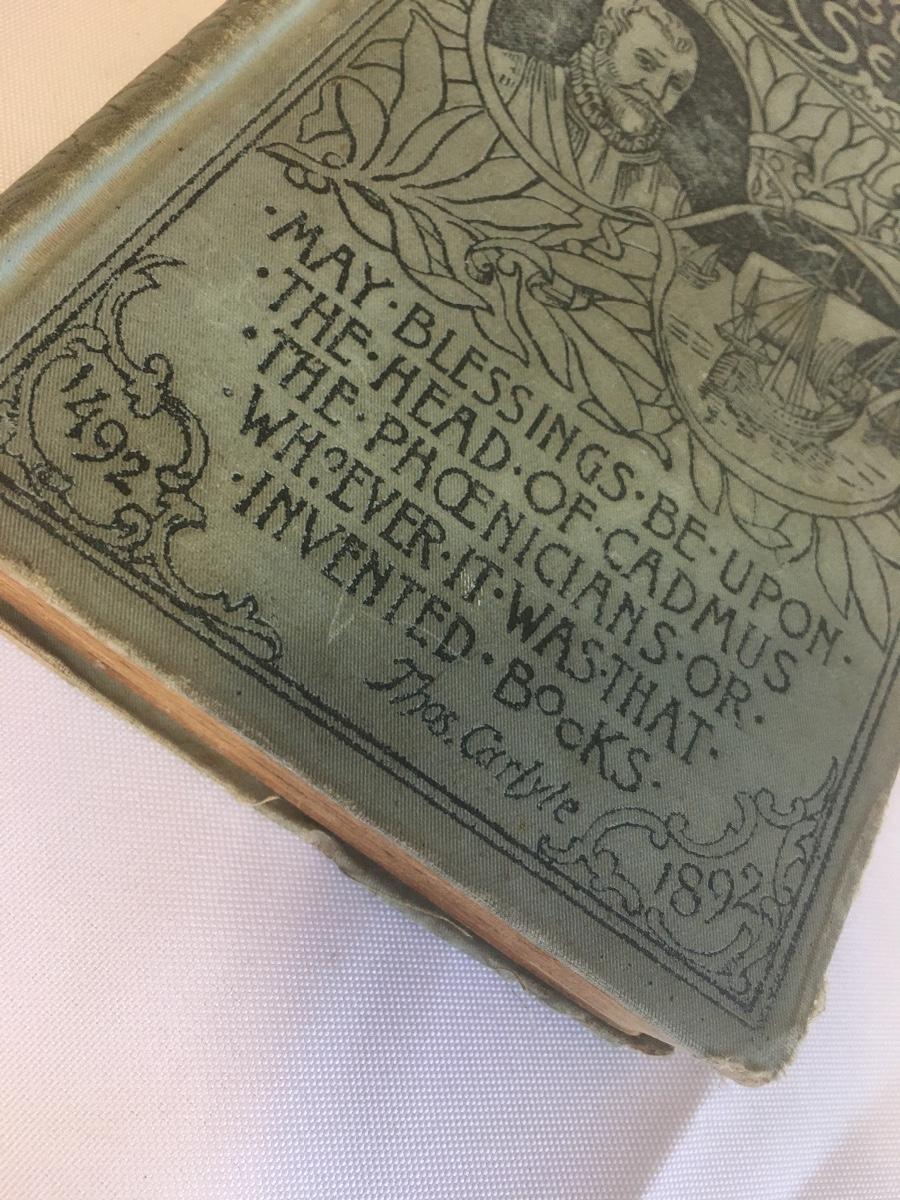 ·MAY·BLESSINGS·BE·UPON·
·THE·HEAD·OF·CADMUS
·THE·PHŒNICIANS·OR·
WHOEVER·IT·WAS·THAT·
·INVENTED·BOOKS·
Thos. Carlyle
1492
1892